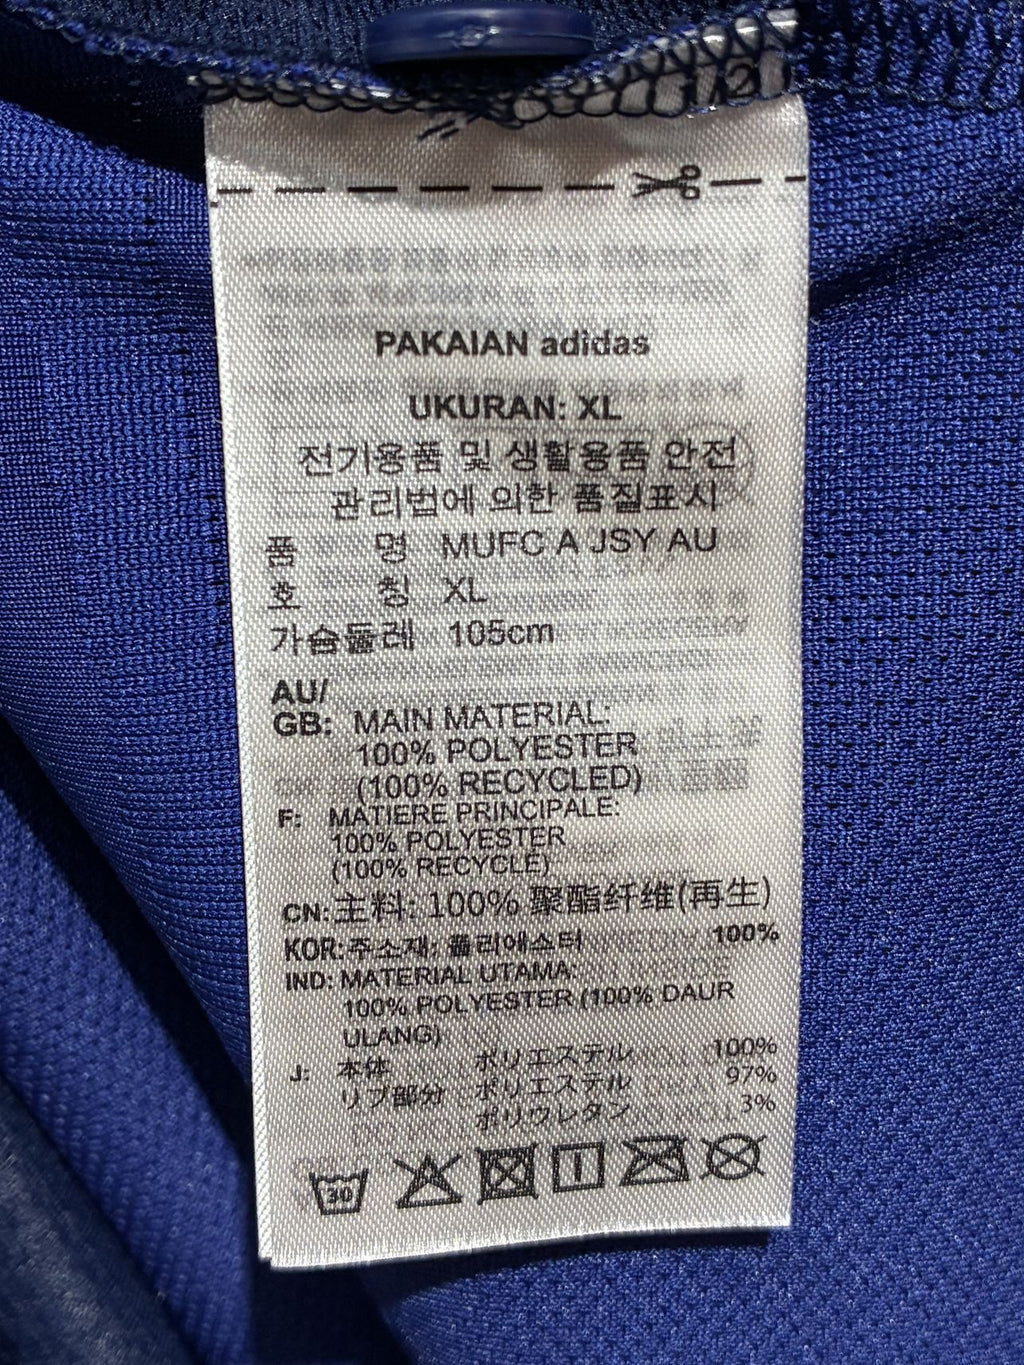 PAKAIAN adidas
UKURAN: XL
전기용품 및 생활용품 안전
관리법에 의한 품질표시
품 명 MUFC A JSY AU
호 칭 XL
가슴둘레 105cm
AU/
GB: MAIN MATERIAL:
100% POLYESTER
(100% RECYCLED)
F: MATIERE PRINCIPALE:
100% POLYESTER
(100% RECYCLE)
CN: 主料: 100% 聚酯纤维(再生)
KOR: 주소재: 폴리에스터 100%
IND: MATERIAL UTAMA:
100% POLYESTER (100% DAUR
ULANG)
J: 本体 ポリエステル 100%
リブ部分 ポリエステル 97%
ポリウレタン 3%
30